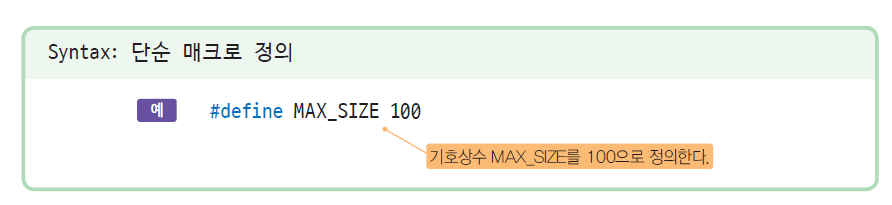 Syntax: 단순 매크로 정의
예 #define MAX_SIZE 100
기호상수 MAX_SIZE를 100으로 정의한다.